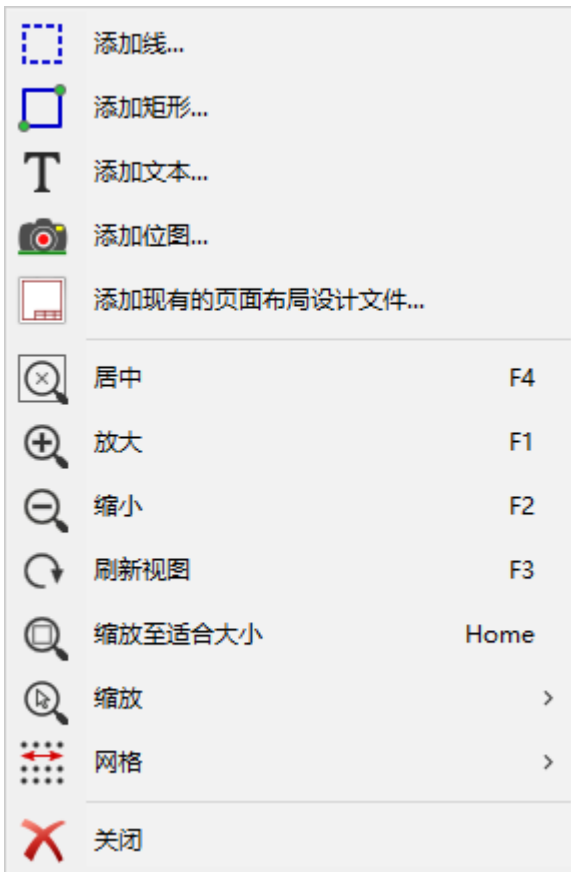 添加线...
添加矩形...
添加文本...
添加位图...
添加现有的页面布局设计文件...
居中 F4
放大 F1
缩小 F2
刷新视图 F3
缩放至适合大小 Home
缩放
网格
关闭